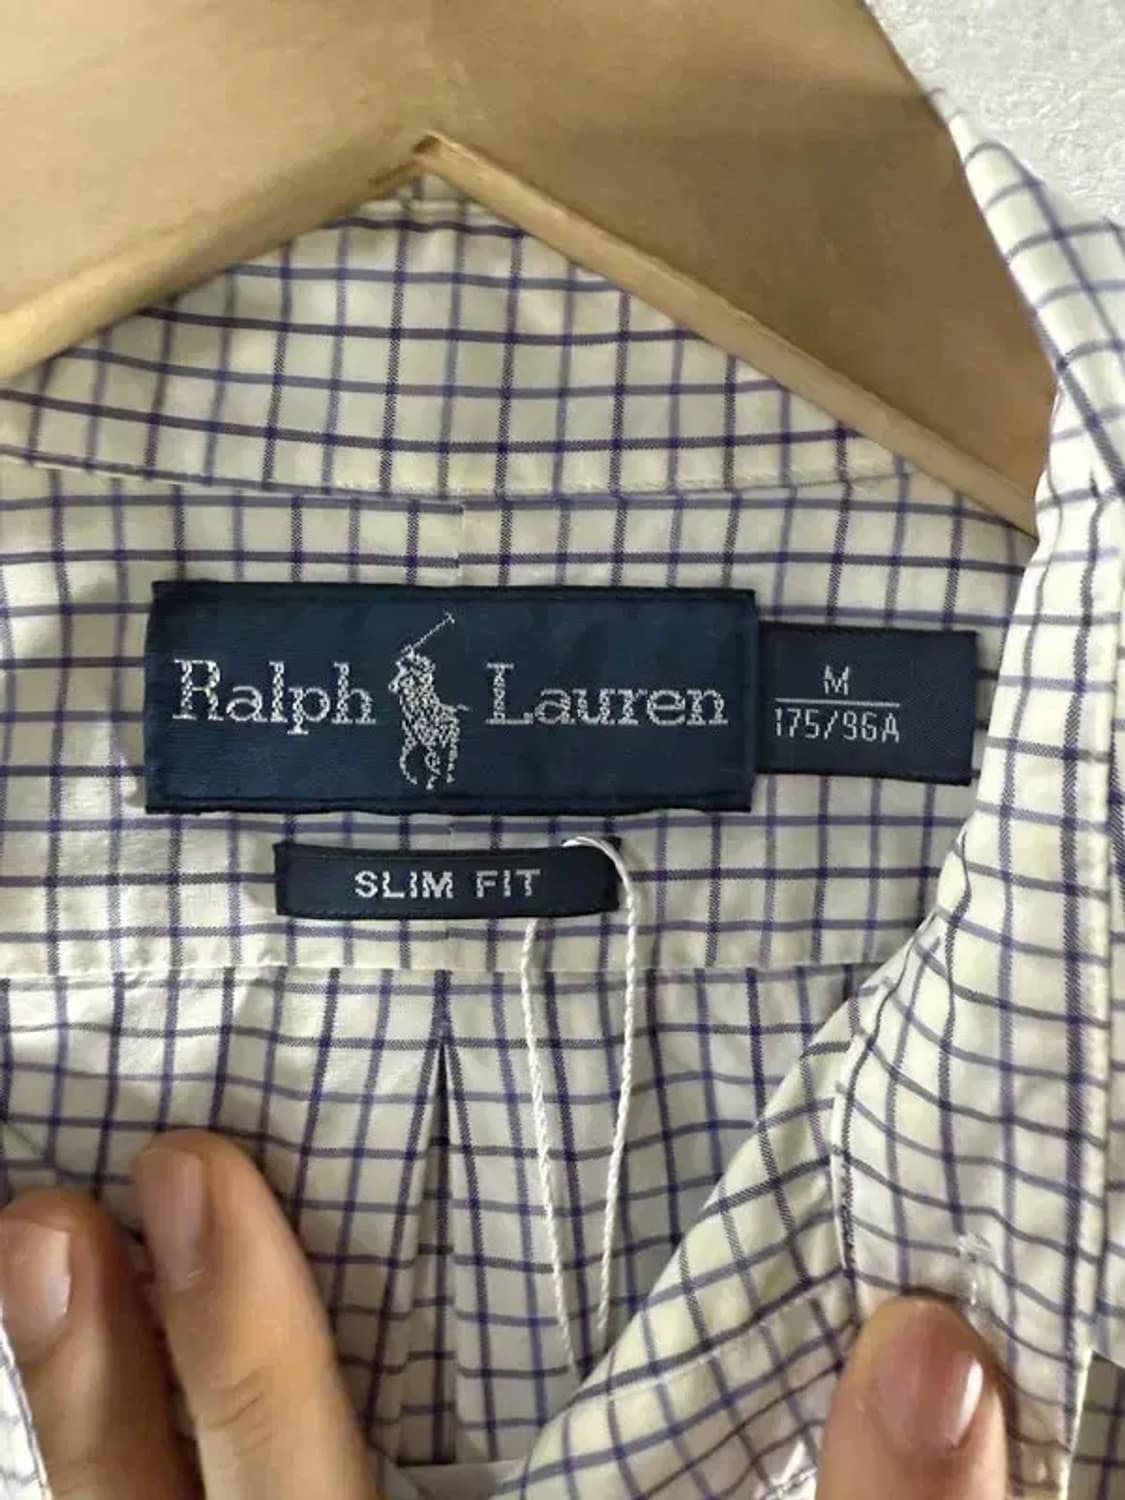 Ralph Lauren
M
175/96A
SLIM FIT